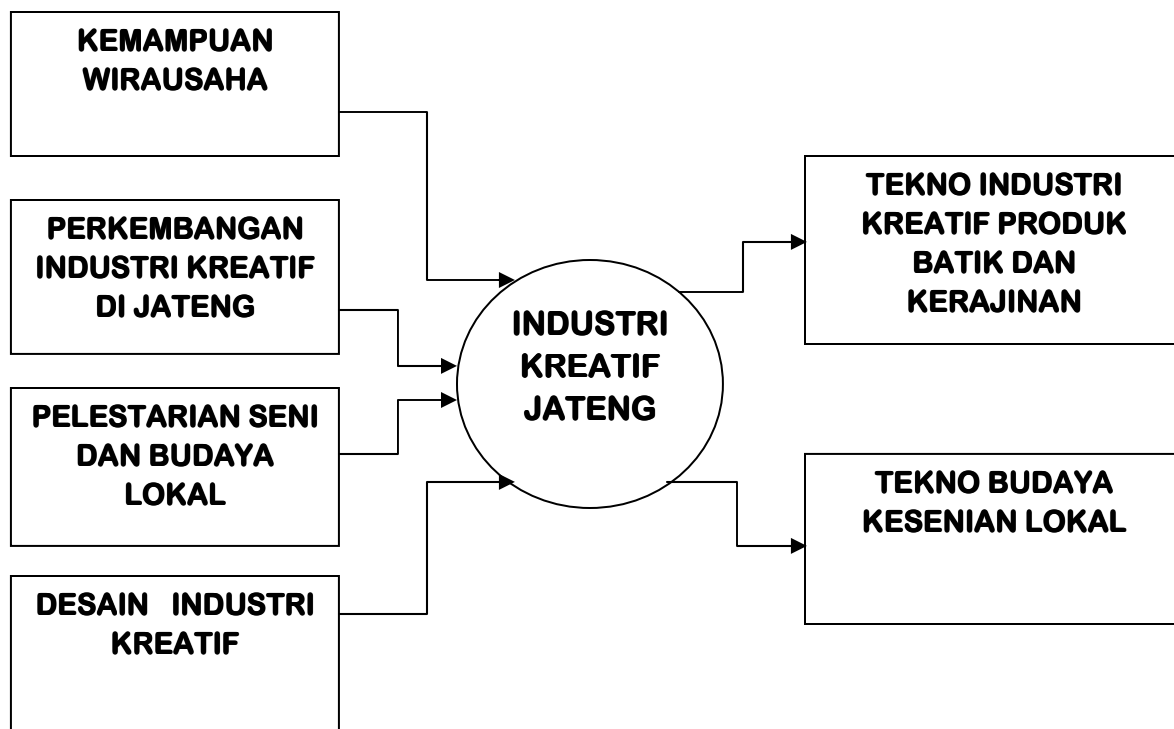 KEMAMPUAN
WIRAUSAHA
PERKEMBANGAN
INDUSTRI KREATIF
DI JATENG
PELESTARIAN SENI
DAN BUDAYA
LOKAL
DESAIN INDUSTRI
KREATIF
INDUSTRI
KREATIF
JATENG
TEKNO INDUSTRI
KREATIF PRODUK
BATIK DAN
KERAJINAN
TEKNO BUDAYA
KESENIAN LOKAL